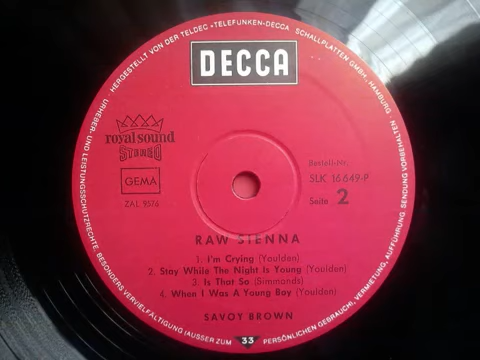 HERGESTELLT VON DER TELDEC »TELEFUNKEN-DECCA« SCHALLPLATTEN GMBH · HAMBURG
URHEBER- UND LEISTUNGSSCHUTZRECHTE, BESONDERS VERVIELFÄLTIGUNG (AUSSER ZUM PERSÖNLICHEN GEBRAUCH), VERMIETUNG, AUFFÜHRUNG, SENDUNG VORBEHALTEN
DECCA
royal sound
STEREO
GEMA
ZAL 9576
Bestell-Nr.
SLK 16 649-P
Seite 2
RAW SIENNA
1. I'm Crying (Youlden)
2. Stay While The Night Is Young (Youlden)
3. Is That So (Simmonds)
4. When I Was A Young Boy (Youlden)
SAVOY BROWN
33